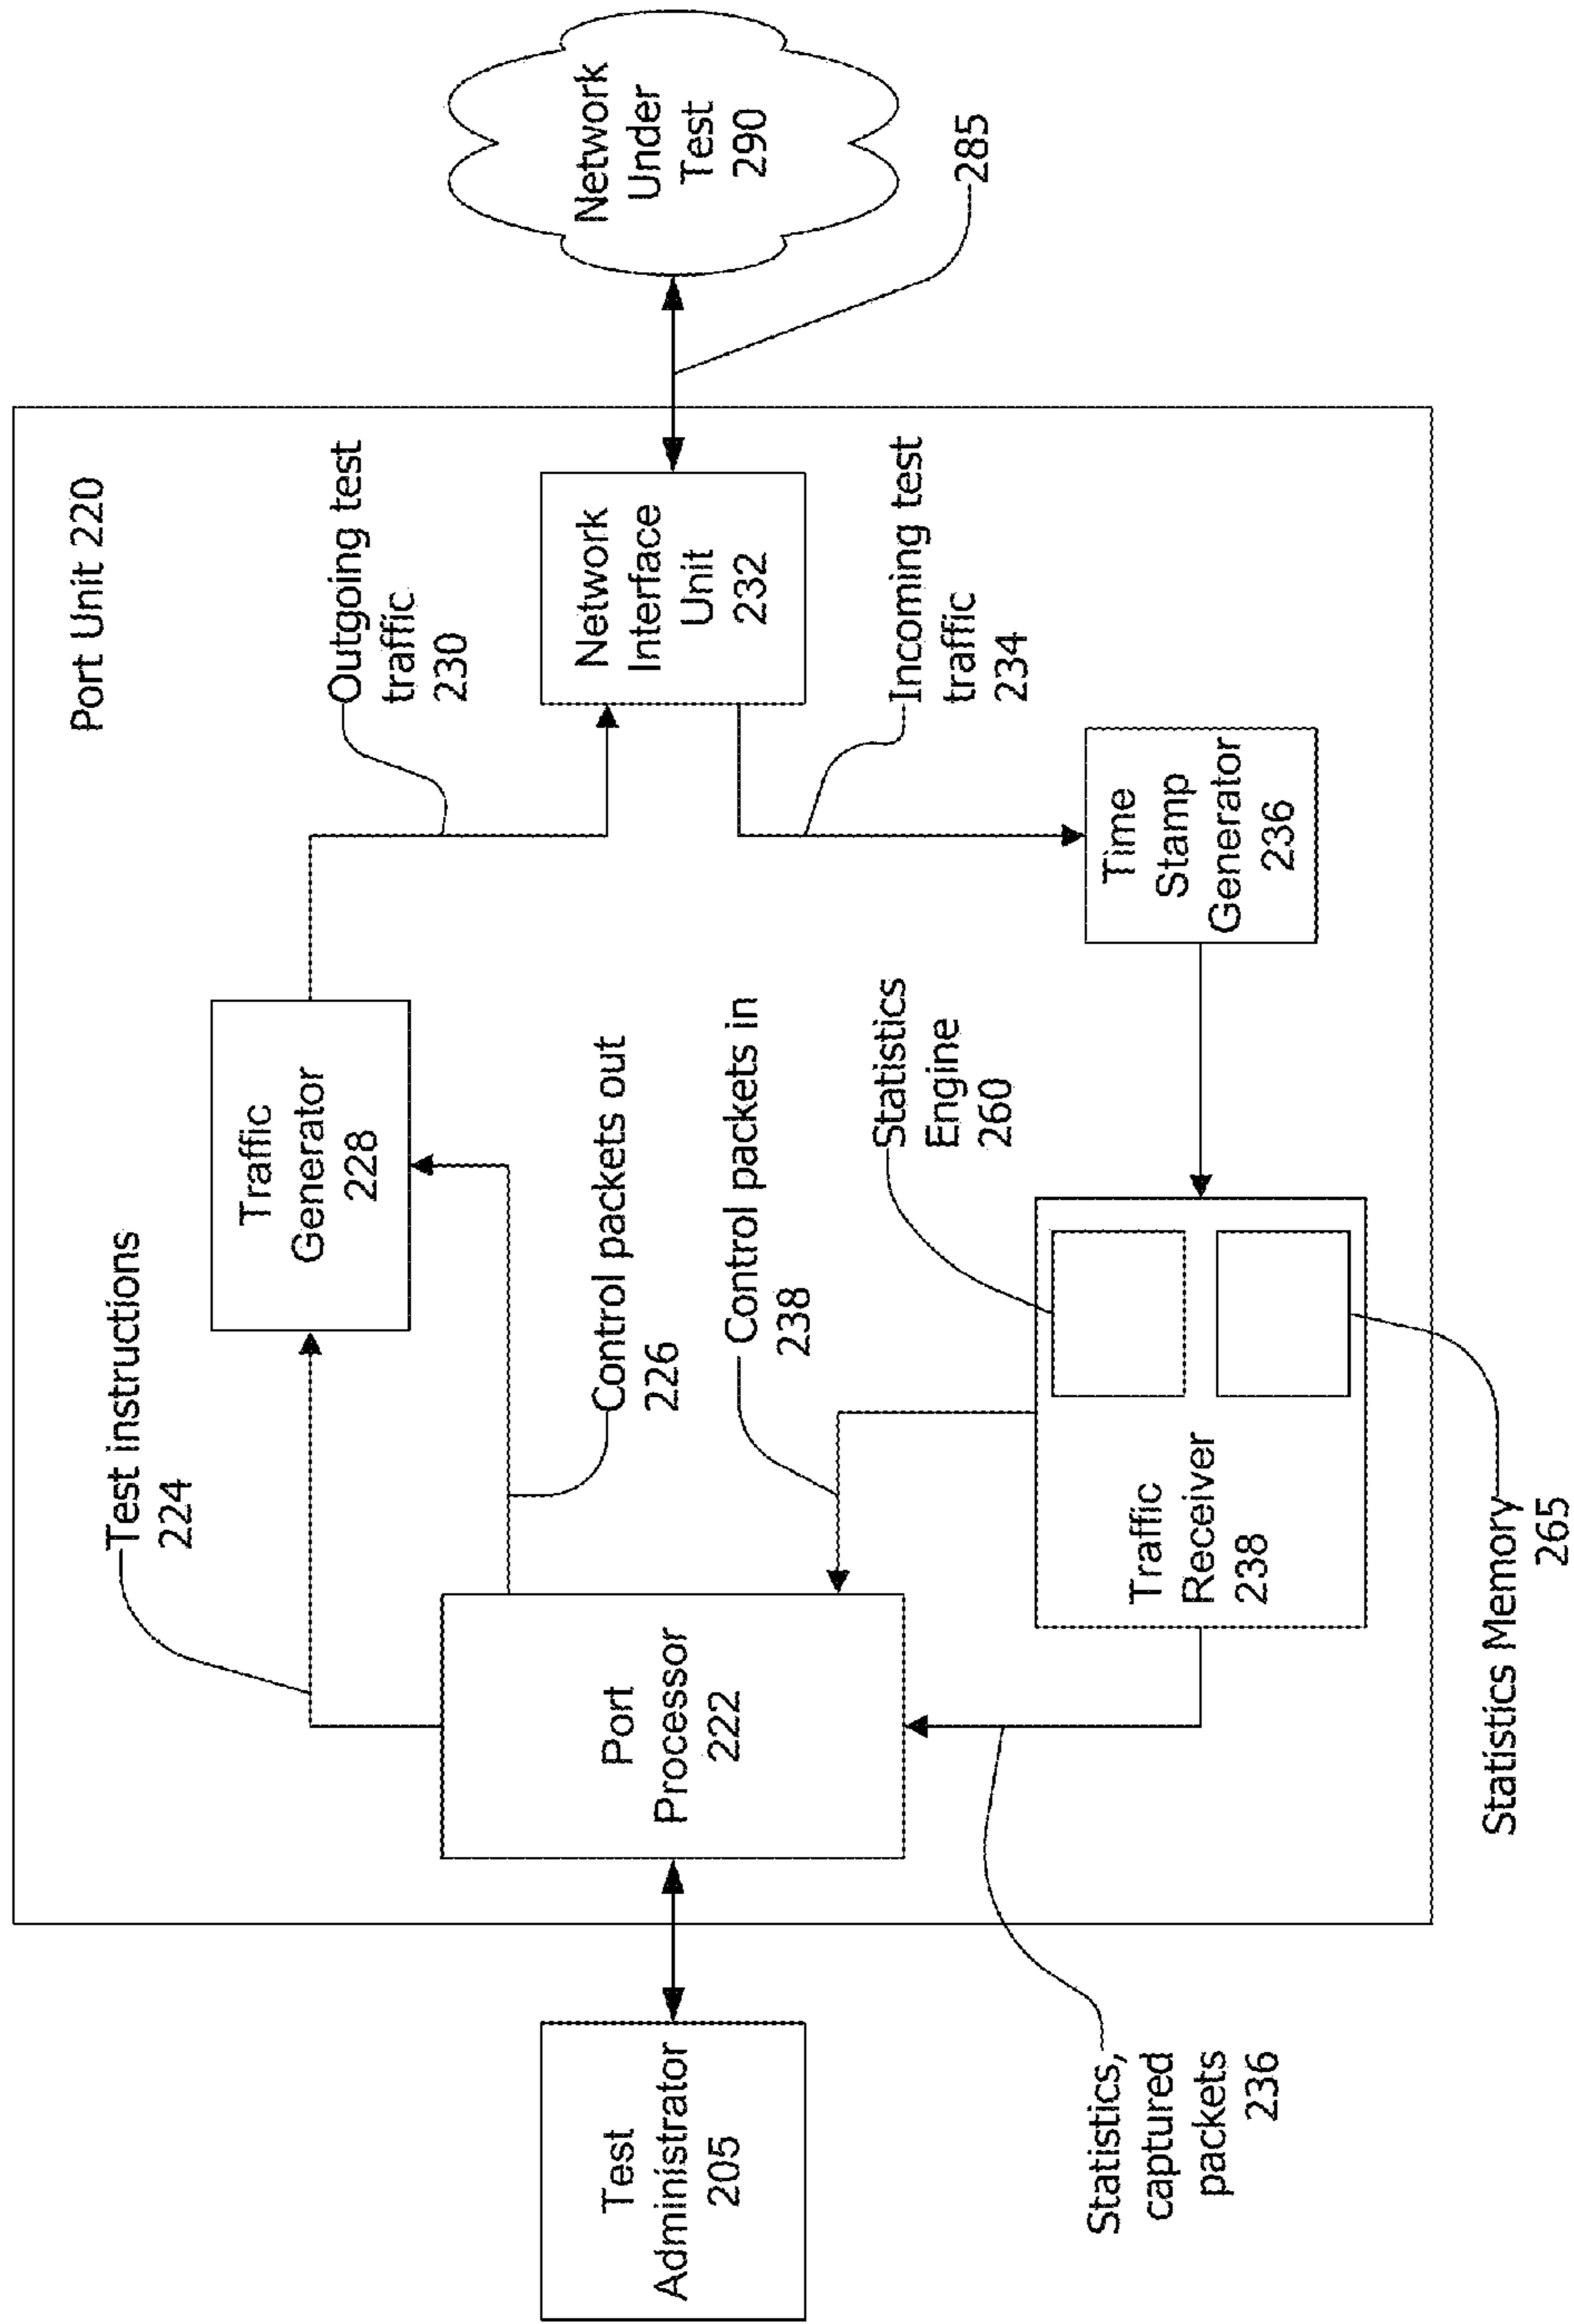 Port Unit 220
Test instructions
224
Traffic
Generator
228
Outgoing test
traffic
230
Control packets out
226
Test
Administrator
205
Port
Processor
222
Network
Interface
Unit
232
Network
Under
Test
290
Control packets in
238
285
Statistics
Engine
260
Incoming test
traffic
234
Time
Stamp
Generator
236
Traffic
Receiver
238
Statistics,
captured
packets
236
Statistics Memory
265